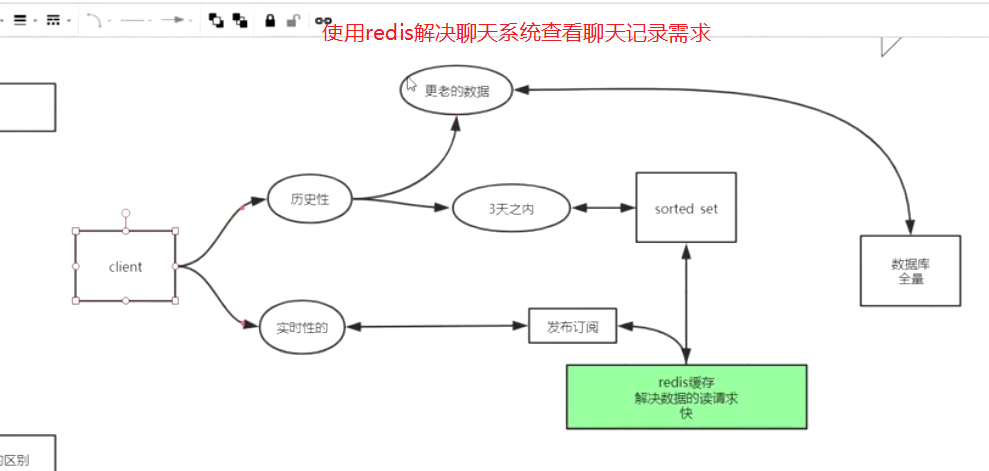 使用redis解决聊天系统查看聊天记录需求
更老的数据
历史性
3天之内
sorted set
client
数据库
全量
实时性的
发布订阅
redis缓存
解决数据的读请求
快
的区别